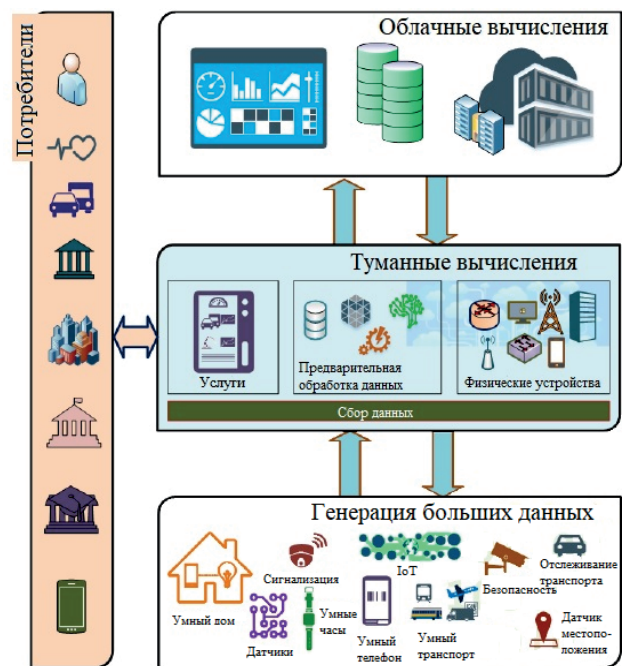 Потребители
Облачные вычисления
Туманные вычисления
Услуги
Предварительная
обработка данных
Физические устройства
Сбор данных
Генерация больших данных
Умный дом
Сигнализация
Датчики
Умные
часы
IoT
Умный
телефон
Умный
транспорт
Безопасность
Отслеживание
транспорта
Датчик
местопо-
ложения